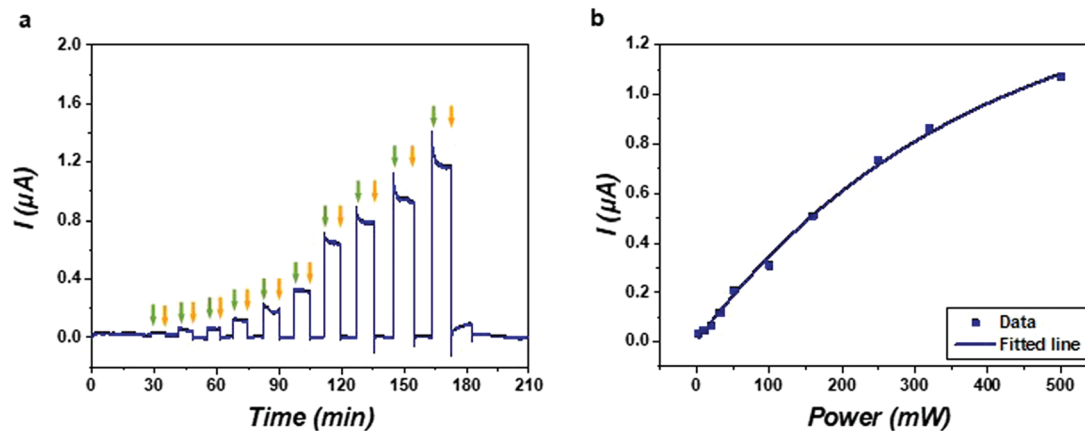 a
2.0
1.6
1.2
0.8
0.4
0.0
I (µA)
0 30 60 90 120 150 180 210
Time (min)
b
1.2
1.0
0.8
0.6
0.4
0.2
0.0
I (µA)
0 100 200 300 400 500
Power (mW)
Data
Fitted line